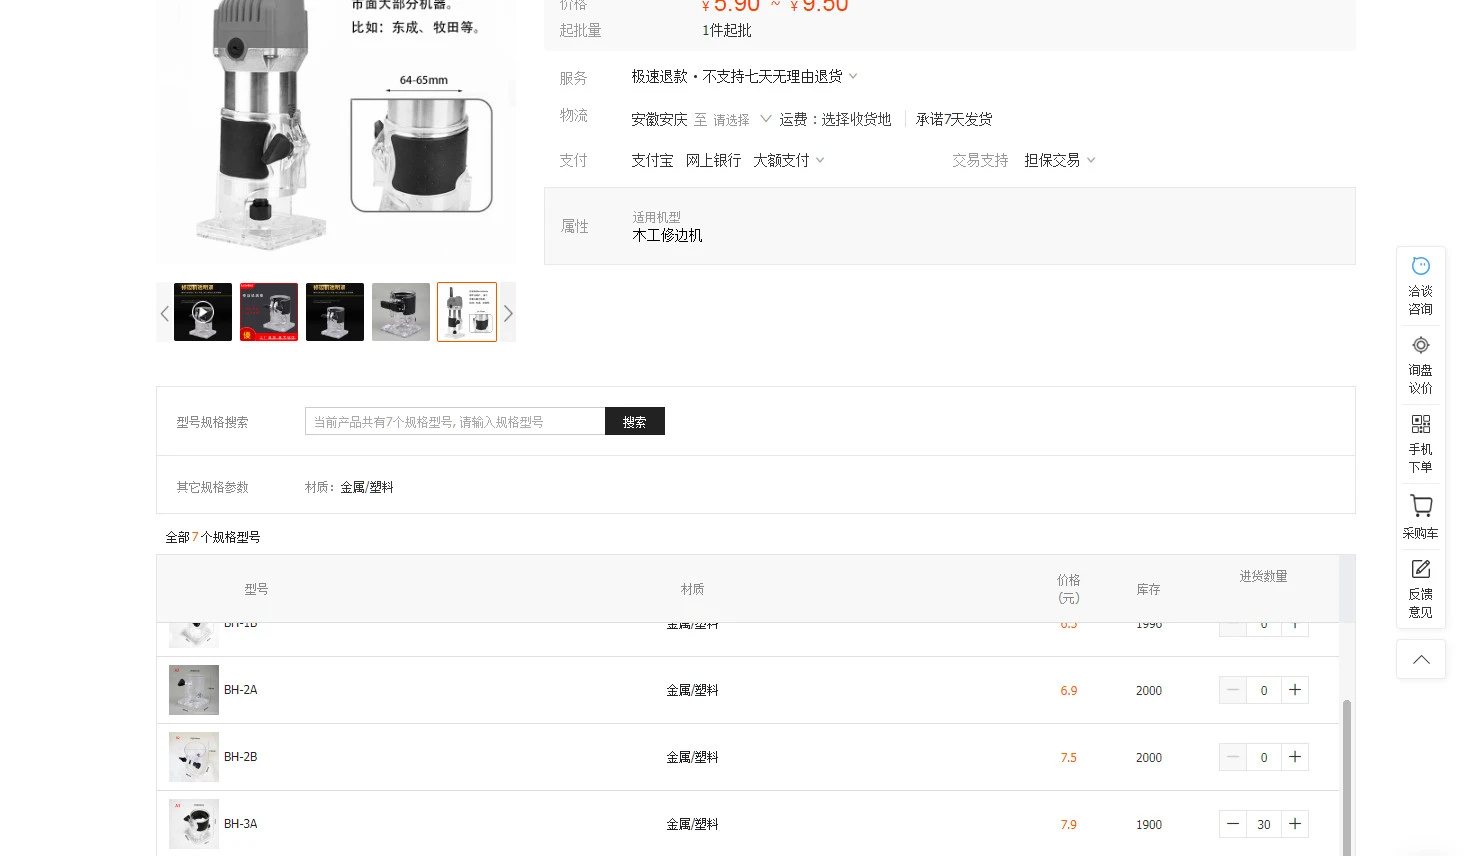 市面大部分机器。
比如：东成、牧田等。
64-65mm
价格
¥ 5.90 ~ ¥ 9.50
起批量
1件起批
服务
极速退款·不支持七天无理由退货
物流
安徽安庆 至 请选择 运费：选择收货地 承诺7天发货
支付
支付宝 网上银行 大额支付
交易支持 担保交易
属性
适用机型
木工修边机
型号规格搜索
当前产品共有7个规格型号, 请输入规格型号
搜索
其它规格参数
材质：金属/塑料
全部7个规格型号
型号 材质 价格(元) 库存 进货数量
BH-1B 金属/塑料 6.5 1990 0
BH-2A 金属/塑料 6.9 2000 0
BH-2B 金属/塑料 7.5 2000 0
BH-3A 金属/塑料 7.9 1900 30
洽谈
咨询
询盘
议价
手机
下单
采购车
反馈
意见